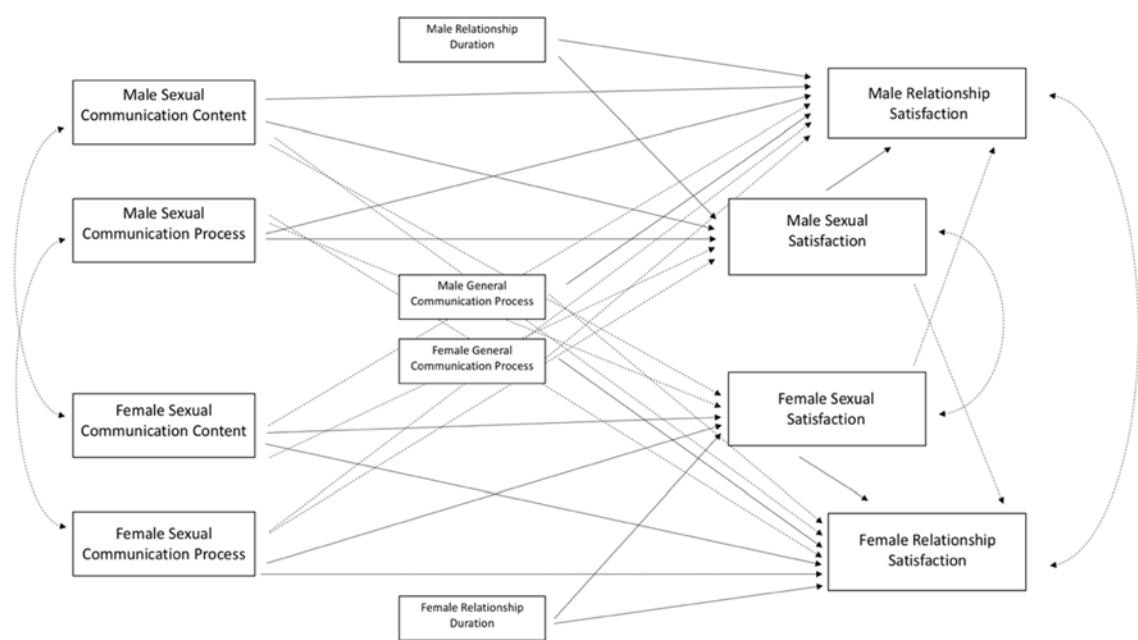 Male Relationship
Duration
Male Sexual
Communication Content
Male Relationship
Satisfaction
Male Sexual
Communication Process
Male Sexual
Satisfaction
Male General
Communication Process
Female General
Communication Process
Female Sexual
Communication Content
Female Sexual
Satisfaction
Female Sexual
Communication Process
Female Relationship
Satisfaction
Female Relationship
Duration